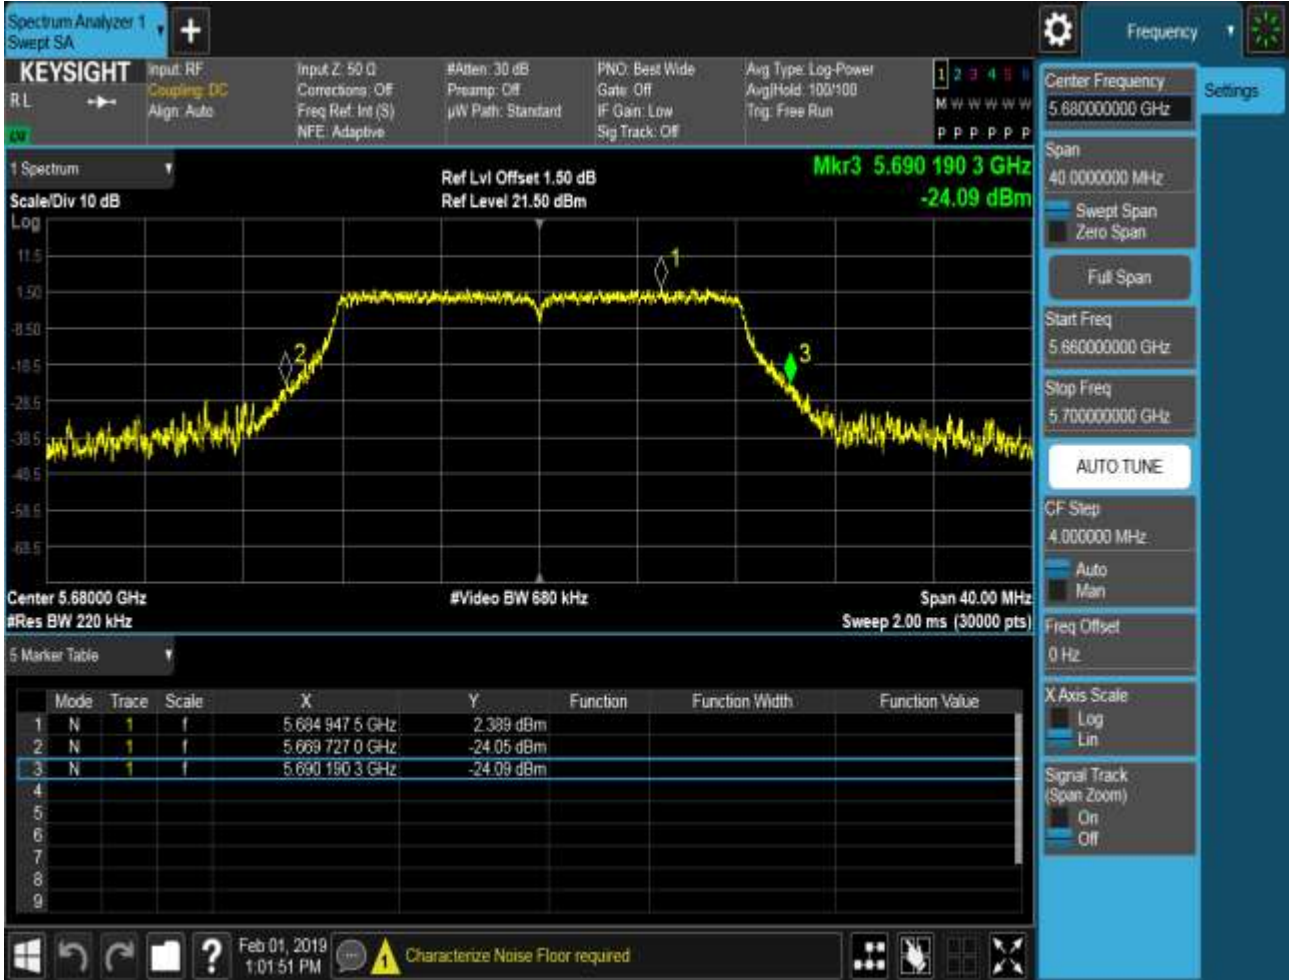 Spectrum Analyzer 1
Swept SA
+
Frequency
KEYSIGHT
RL
Input: RF
Coupling: DC
Align: Auto
Input Z: 50 Ω
Corrections: Off
Freq Ref: Int (S)
NFE: Adaptive
#Atten: 30 dB
Preamp: Off
µW Path: Standard
PNO: Best Wide
Gate: Off
IF Gain: Low
Sig Track: Off
Avg Type: Log-Power
Avg|Hold: 100/100
Trig: Free Run
1 2 3 4 5 6
M W W W W W
P P P P P P
1 Spectrum
Scale/Div 10 dB
Log
Ref Lvl Offset 1.50 dB
Ref Level 21.50 dBm
Mkr3 5.690 190 3 GHz
-24.09 dBm
11.5
1.50
-8.50
-18.5
-28.5
-38.5
-48.5
-58.5
-68.5
1
2
3
Center 5.68000 GHz
#Res BW 220 kHz
#Video BW 680 kHz
Span 40.00 MHz
Sweep 2.00 ms (30000 pts)
5 Marker Table
Mode Trace Scale X Y Function Function Width Function Value
1 N 1 f 5.684 947 5 GHz 2.389 dBm
2 N 1 f 5.669 727 0 GHz -24.05 dBm
3 N 1 f 5.690 190 3 GHz -24.09 dBm
4
5
6
7
8
9
Feb 01, 2019
1:01:51 PM
?
1
Characterize Noise Floor required
Settings
Center Frequency
5.680000000 GHz
Span
40.0000000 MHz
Swept Span
Zero Span
Full Span
Start Freq
5.660000000 GHz
Stop Freq
5.700000000 GHz
AUTO TUNE
CF Step
4.000000 MHz
Auto
Man
Freq Offset
0 Hz
X Axis Scale
Log
Lin
Signal Track
(Span Zoom)
On
Off